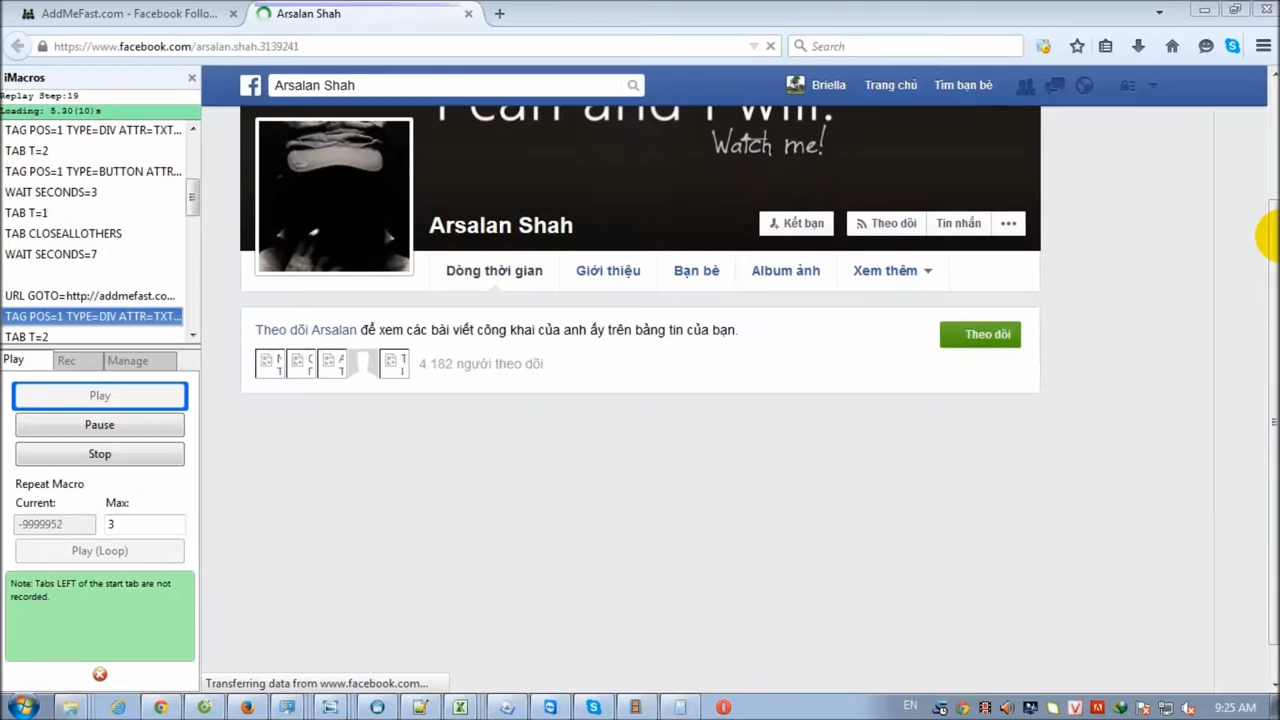 AddMeFast.com - Facebook Follo...
Arsalan Shah
https://www.facebook.com/arsalan.shah.3139241
Search
iMacros
Replay Step:19
Loading: 5.30(10)s
TAG POS=1 TYPE=DIV ATTR=TXT...
TAB T=2
TAG POS=1 TYPE=BUTTON ATTR...
WAIT SECONDS=3
TAB T=1
TAB CLOSEALLOTHERS
WAIT SECONDS=7
URL GOTO=http://addmefast.co...
TAG POS=1 TYPE=DIV ATTR=TXT...
TAB T=2
Play
Rec
Manage
Play
Pause
Stop
Repeat Macro
Current:
Max:
-9999952
3
Play (Loop)
Note: Tabs LEFT of the start tab are not
recorded.
Arsalan Shah
Briella
Trang chủ
Tìm bạn bè
I can and I will.
Watch me!
Arsalan Shah
Kết bạn
Theo dõi
Tin nhắn
Dòng thời gian
Giới thiệu
Bạn bè
Album ảnh
Xem thêm
Theo dõi Arsalan để xem các bài viết công khai của anh ấy trên bảng tin của bạn.
Theo dõi
4.182 người theo dõi
Transferring data from www.facebook.com...
EN
9:25 AM